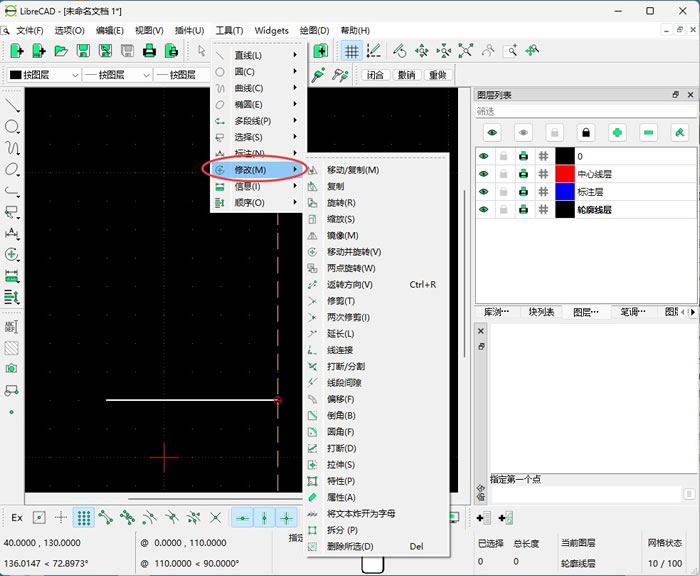 LibreCAD - [未命名文档 1*]
文件(F) 选项(O) 编辑(E) 视图(V) 插件(U) 工具(T) Widgets 绘图(D) 帮助(H)
按图层 按图层 按图层 闭合 撤销 重做
直线(L)
圆(C)
曲线(C)
椭圆(E)
多段线(P)
选择(S)
标注(N)
修改(M)
信息(I)
顺序(O)
移动/复制(M)
复制
旋转(R)
缩放(S)
镜像(M)
移动并旋转(V)
两点旋转(W)
返转方向(V) Ctrl+R
修剪(T)
两次修剪(I)
延长(L)
线连接
打断/分割
线段间隙
偏移(F)
倒角(B)
圆角(F)
打断(D)
拉伸(S)
特性(P)
属性(A)
将文本炸开为字母
拆分 (P)
删除所选(D) Del
图层列表
筛选
0
中心线层
标注层
轮廓线层
库浏… 块列表 图层… 笔调…
指定第一个点
ABC
DEF
Ex
40.0000 , 130.0000
136.0147 < 72.8973°
@ 0.0000 , 110.0000
@ 110.0000 < 90.0000°
已选择 总长度 当前图层 网格状态
0 0 轮廓线层 10 / 100